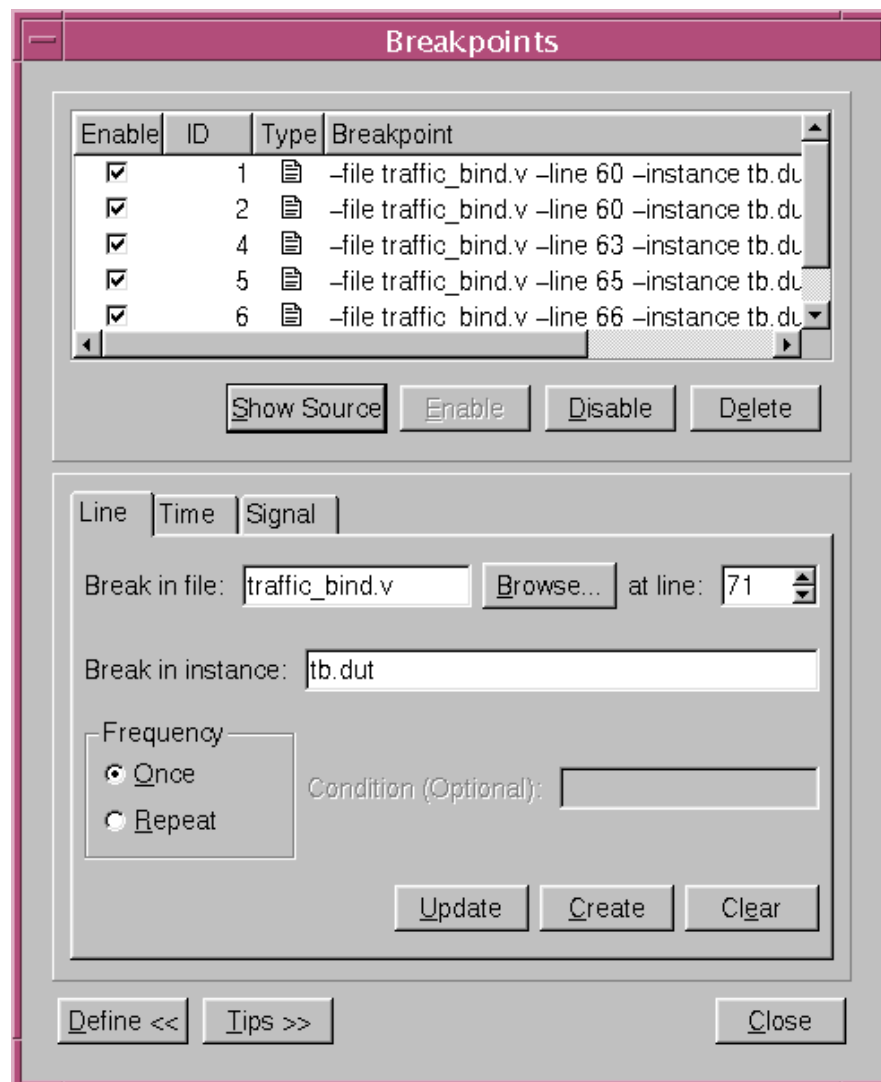 Breakpoints
Enable ID Type Breakpoint
1 –file traffic_bind.v –line 60 –instance tb.du
2 –file traffic_bind.v –line 60 –instance tb.du
4 –file traffic_bind.v –line 63 –instance tb.du
5 –file traffic_bind.v –line 65 –instance tb.du
6 –file traffic_bind.v –line 66 –instance tb.du
Show Source Enable Disable Delete
Line Time Signal
Break in file: traffic_bind.v Browse... at line: 71
Break in instance: tb.dut
Frequency
Once
Condition (Optional):
Repeat
Update Create Clear
Define << Tips >> Close